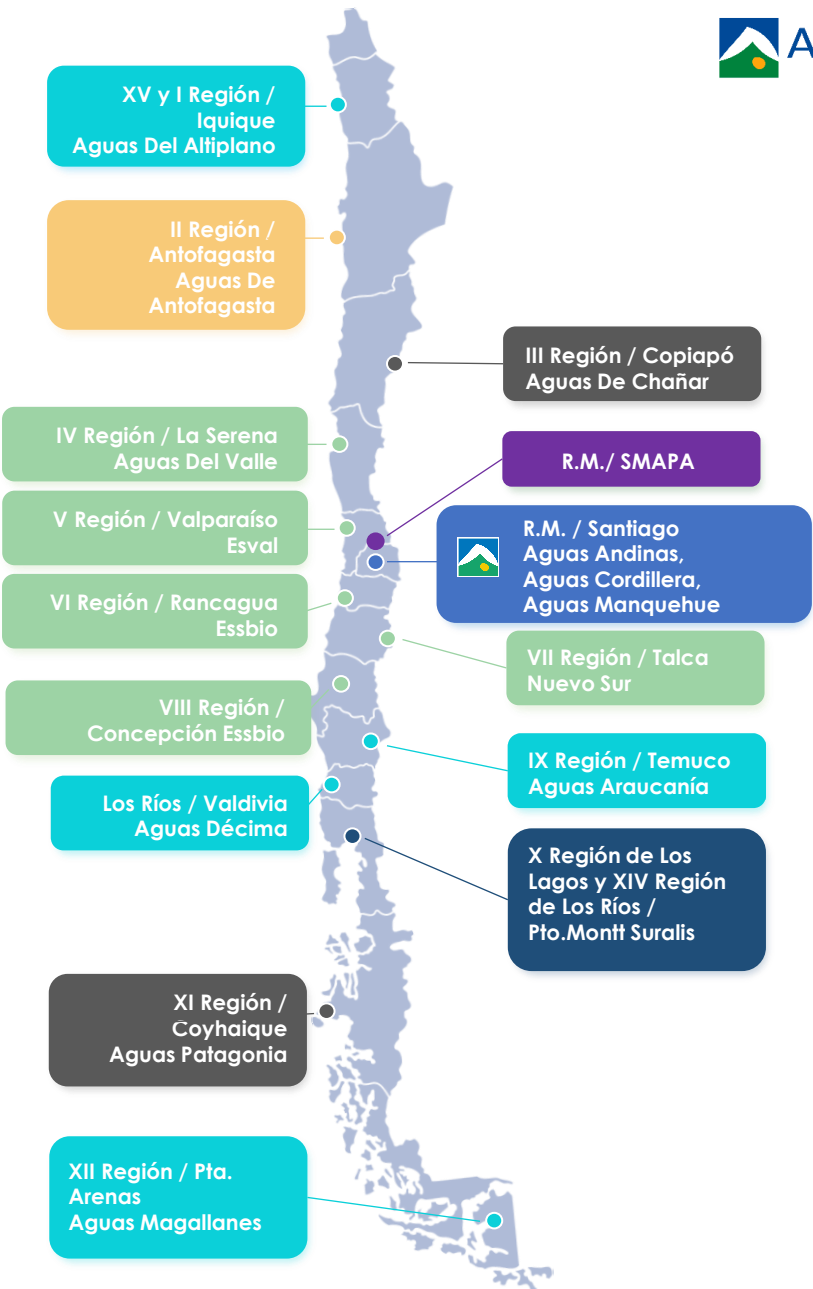 A
XV y I Región /
Iquique
Aguas Del Altiplano
II Región /
Antofagasta
Aguas De
Antofagasta
III Región / Copiapó
Aguas De Chañar
IV Región / La Serena
Aguas Del Valle
R.M./ SMAPA
V Región / Valparaíso
Esval
R.M. / Santiago
Aguas Andinas,
Aguas Cordillera,
Aguas Manquehue
VI Región / Rancagua
Essbio
VII Región / Talca
Nuevo Sur
VIII Región /
Concepción Essbio
IX Región / Temuco
Aguas Araucanía
Los Ríos / Valdivia
Aguas Décima
X Región de Los
Lagos y XIV Región
de Los Ríos /
Pto.Montt Suralis
XI Región /
Coyhaique
Aguas Patagonia
XII Región / Pta.
Arenas
Aguas Magallanes